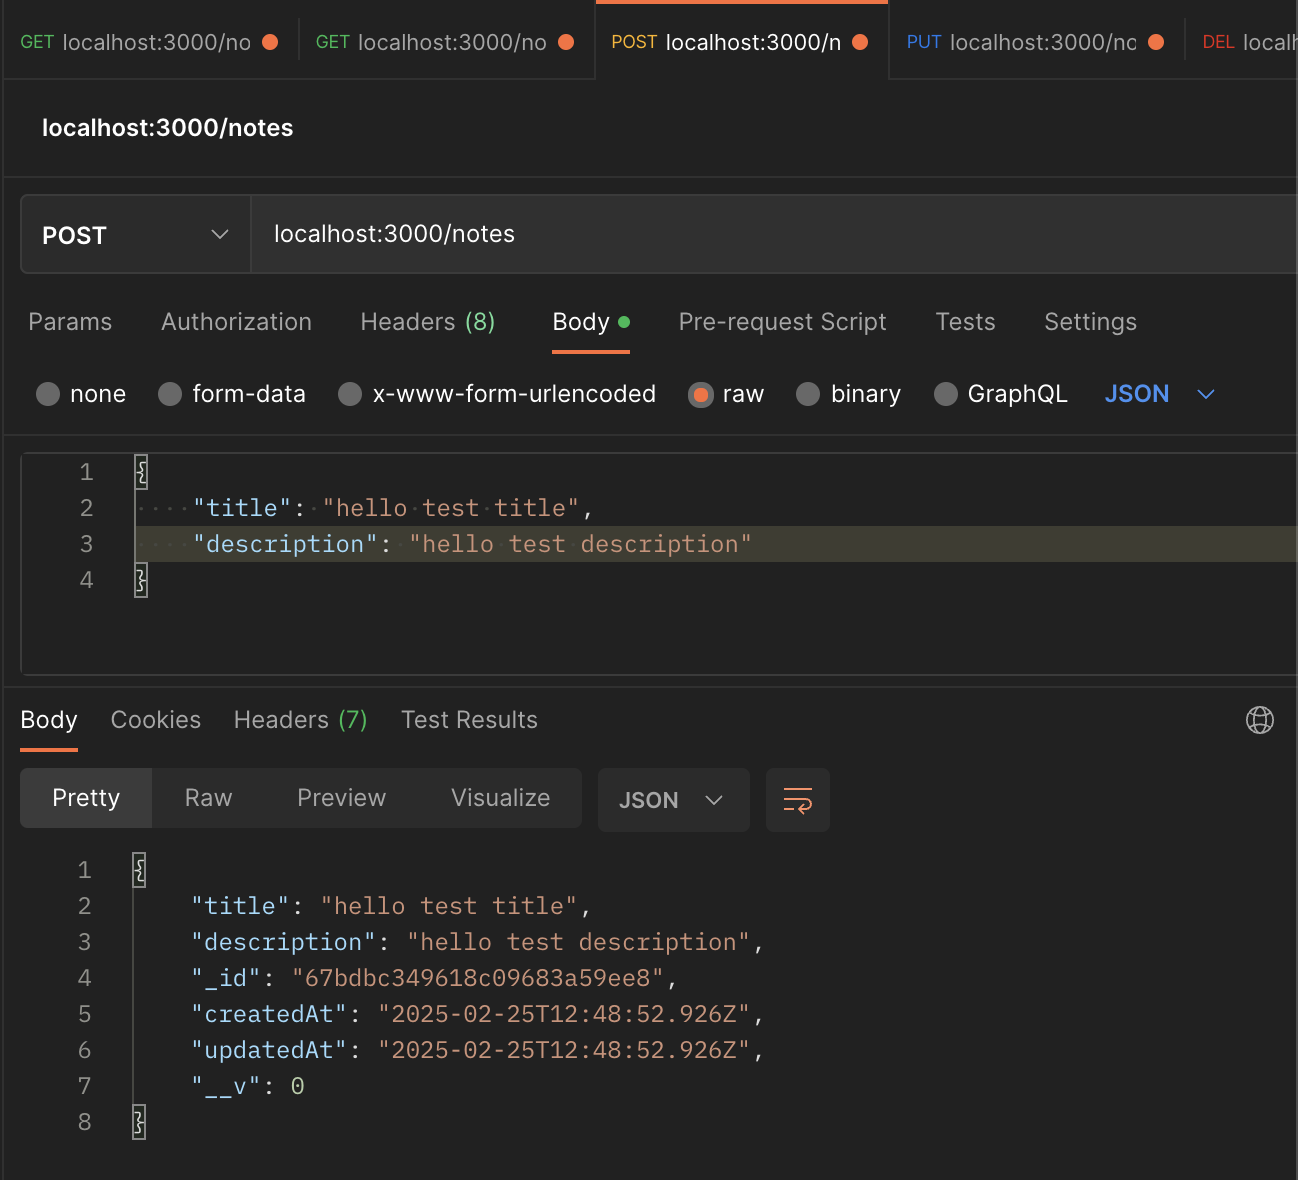 GET localhost:3000/no GET localhost:3000/no POST localhost:3000/n PUT localhost:3000/no DEL localh
localhost:3000/notes
POST localhost:3000/notes
Params Authorization Headers (8) Body Pre-request Script Tests Settings
none form-data x-www-form-urlencoded raw binary GraphQL JSON
1 {
2 "title": "hello test title",
3 "description": "hello test description"
4 }
Body Cookies Headers (7) Test Results
Pretty Raw Preview Visualize JSON
1 {
2 "title": "hello test title",
3 "description": "hello test description",
4 "_id": "67bdbc349618c09683a59ee8",
5 "createdAt": "2025-02-25T12:48:52.926Z",
6 "updatedAt": "2025-02-25T12:48:52.926Z",
7 "__v": 0
8 }